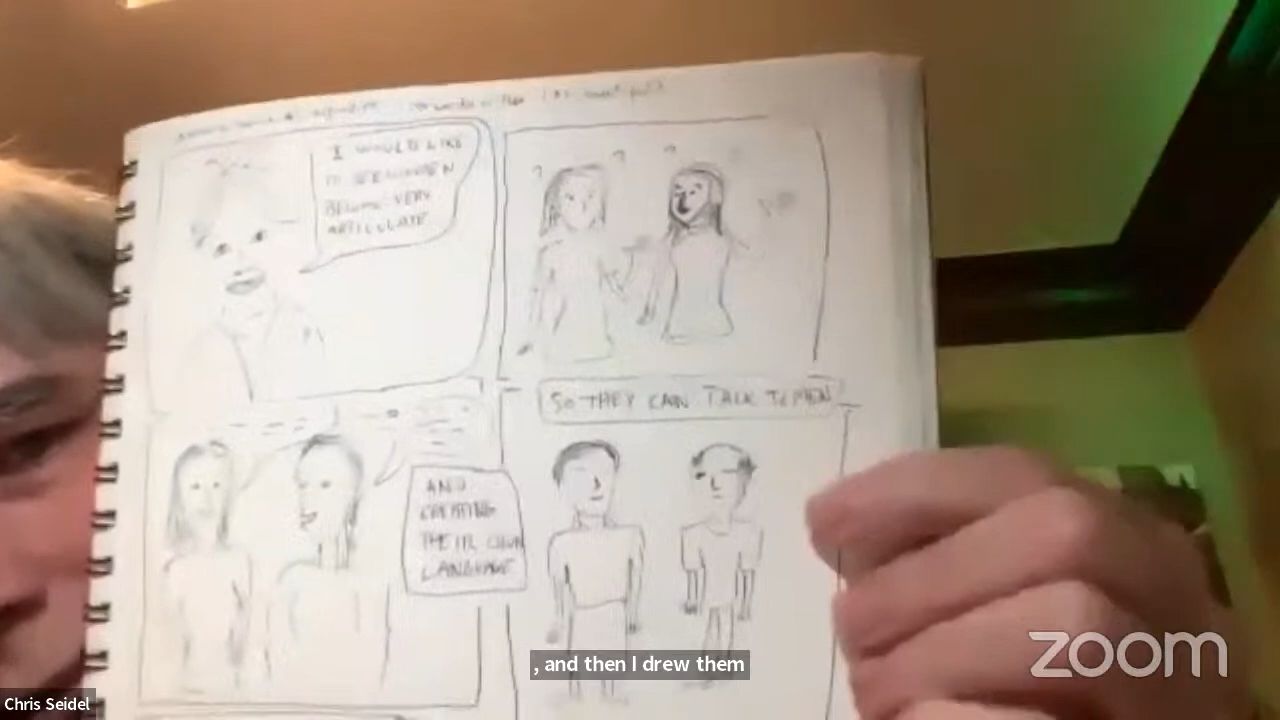 I WOULD LIKE
TO SEE WOMEN
BECOME VERY
ARTICULATE
SO THEY CAN TALK TO MEN
AND
CREATING
THEIR OWN
LANGUAGE
, and then I drew them
zoom
Chris Seidel